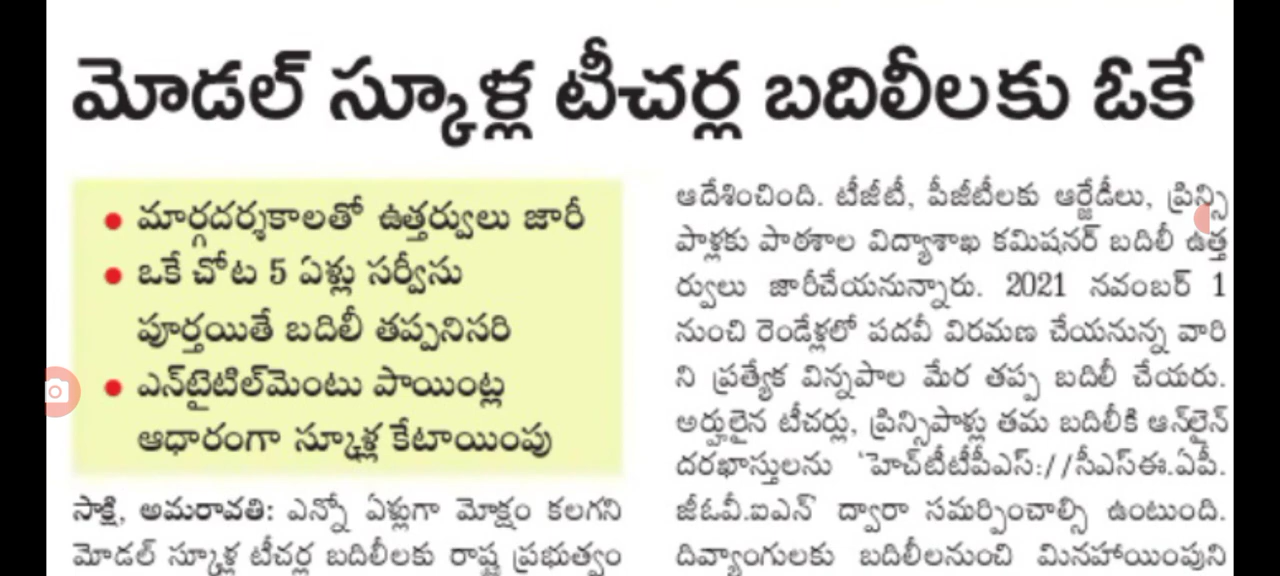 మోడల్ స్కూళ్ల టీచర్ల బదిలీలకు ఓకే
• మార్గదర్శకాలతో ఉత్తర్వులు జారీ
• ఒకే చోట 5 ఏళ్లు సర్వీసు
పూర్తయితే బదిలీ తప్పనిసరి
• ఎన్‌టైటిల్‌మెంటు పాయింట్ల
ఆధారంగా స్కూళ్ల కేటాయింపు
సాక్షి, అమరావతి: ఎన్నో ఏళ్లుగా మోక్షం కలగని
మోడల్ స్కూళ్ల టీచర్ల బదిలీలకు రాష్ట్ర ప్రభుత్వం
ఆదేశించింది. టీజీటీ, పీజీటీలకు ఆర్జేడీలు, ప్రిన్సి
పాళ్లకు పాఠశాల విద్యాశాఖ కమిషనర్ బదిలీ ఉత్త
ర్వులు జారీచేయనున్నారు. 2021 నవంబర్ 1
నుంచి రెండేళ్లలో పదవీ విరమణ చేయనున్న వారి
ని ప్రత్యేక విన్నపాల మేర తప్ప బదిలీ చేయరు.
అర్హులైన టీచర్లు, ప్రిన్సిపాళ్లు తమ బదిలీకి ఆన్‌లైన్
దరఖాస్తులను ‘హెచ్‌టీటీపీఎస్://సీఎస్ఈ.ఏపీ.
జీఓవీ.ఐఎన్’ ద్వారా సమర్పించాల్సి ఉంటుంది.
దివ్యాంగులకు బదిలీలనుంచి మినహాయింపుని